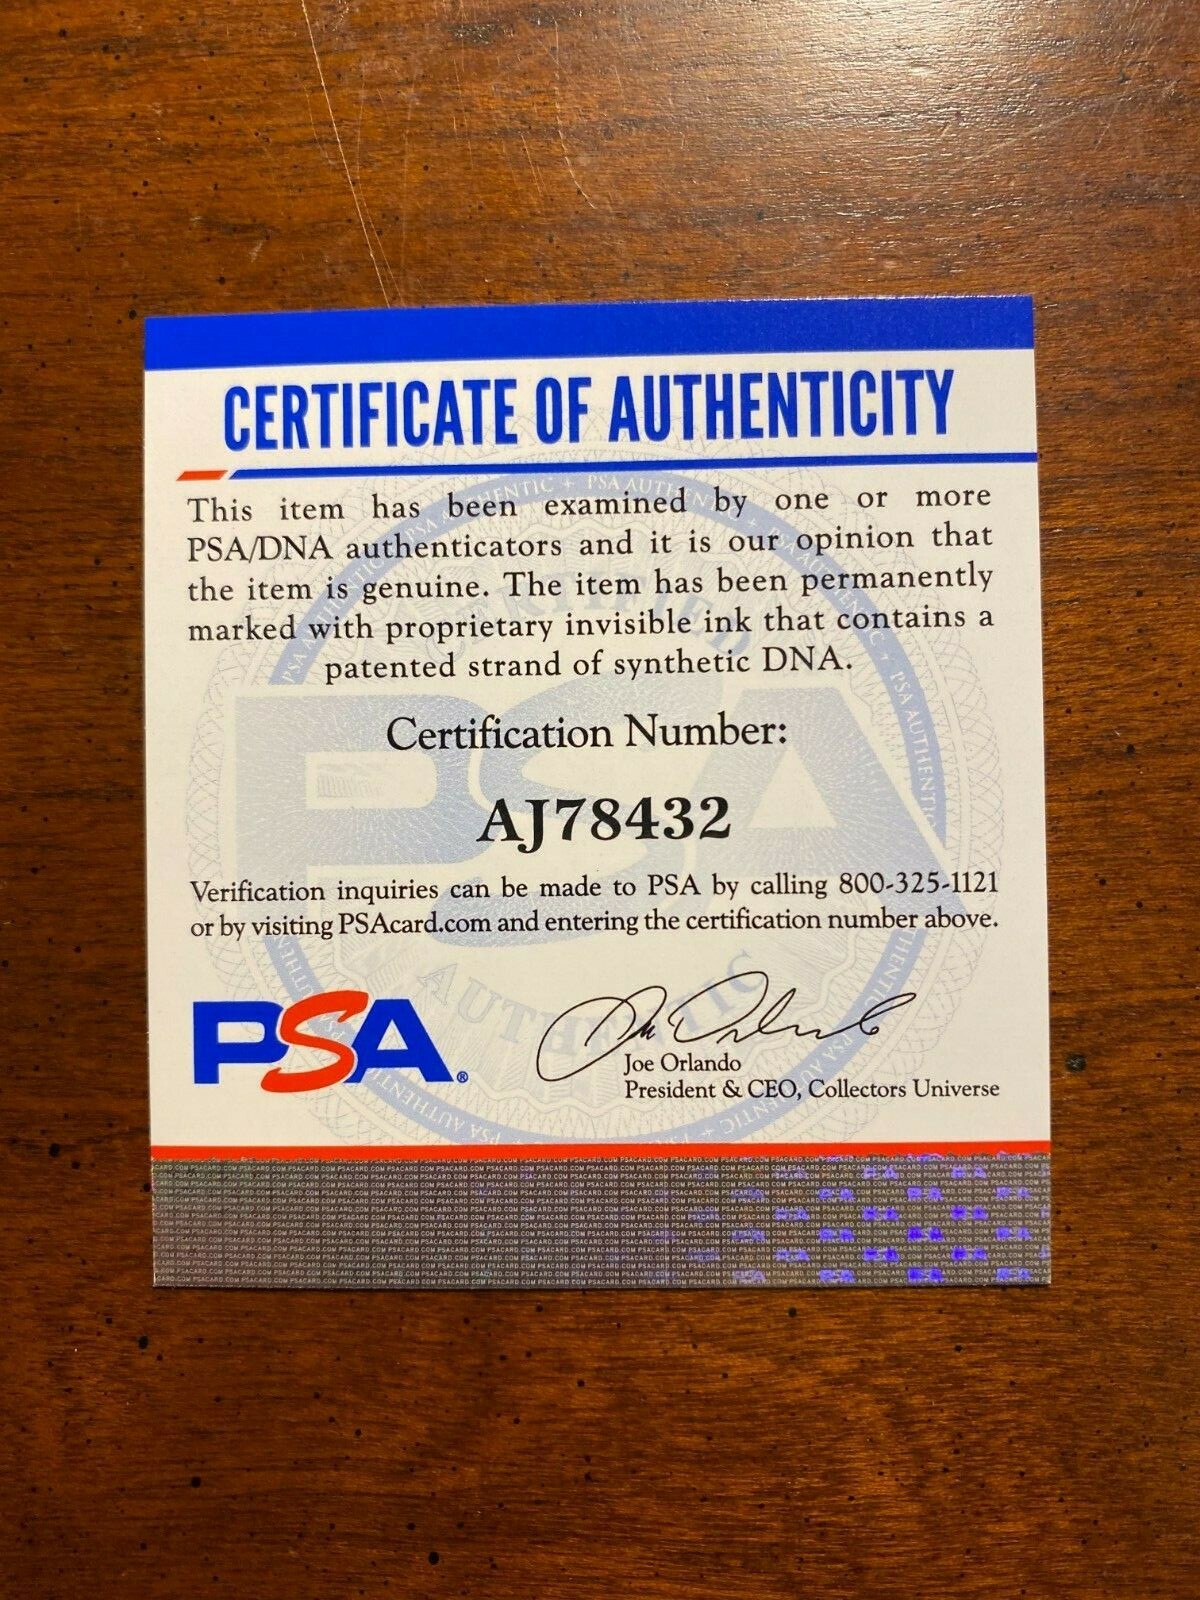 CERTIFICATE OF AUTHENTICITY
This item has been examined by one or more
PSA/DNA authenticators and it is our opinion that
the item is genuine. The item has been permanently
marked with proprietary invisible ink that contains a
patented strand of synthetic DNA.
Certification Number:
AJ78432
Verification inquiries can be made to PSA by calling 800-325-1121
or by visiting PSAcard.com and entering the certification number above.
PSA®
Joe Orlando
Joe Orlando
President & CEO, Collectors Universe